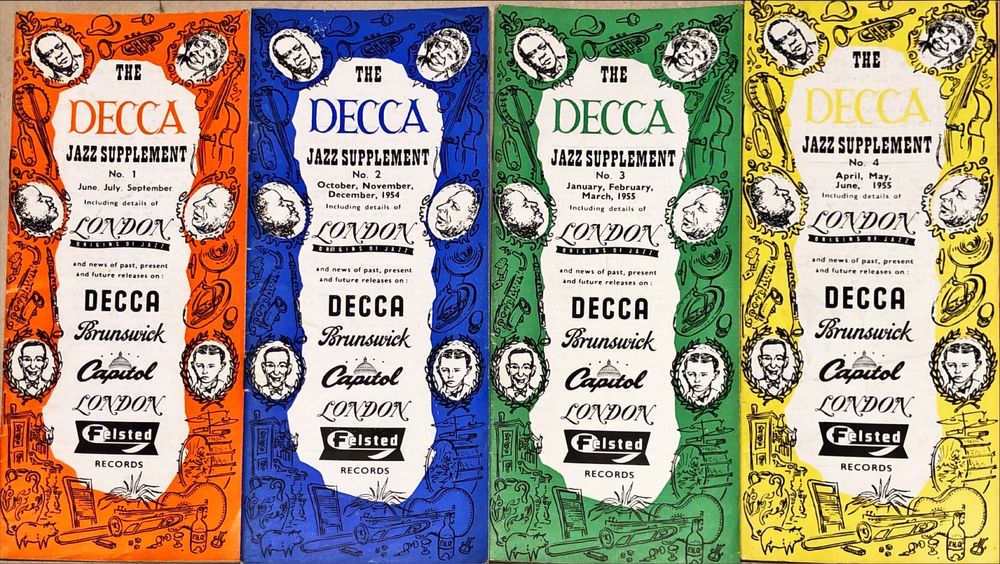 THE
DECCA
JAZZ SUPPLEMENT
No. 1
June, July, September
Including details of
LONDON
ORIGINS OF JAZZ
and news of past, present
and future releases on :
DECCA
Brunswick
Capitol
LONDON
Felsted
RECORDS
THE
DECCA
JAZZ SUPPLEMENT
No. 2
October, November,
December, 1954
Including details of
LONDON
ORIGINS OF JAZZ
and news of past, present
and future releases on :
DECCA
Brunswick
Capitol
LONDON
Felsted
RECORDS
THE
DECCA
JAZZ SUPPLEMENT
No. 3
January, February,
March, 1955
Including details of
LONDON
ORIGINS OF JAZZ
and news of past, present
and future releases on :
DECCA
Brunswick
Capitol
LONDON
Felsted
RECORDS
THE
DECCA
JAZZ SUPPLEMENT
No. 4
April, May,
June, 1955
Including details of
LONDON
ORIGINS OF JAZZ
and news of past, present
and future releases on :
DECCA
Brunswick
Capitol
LONDON
Felsted
RECORDS